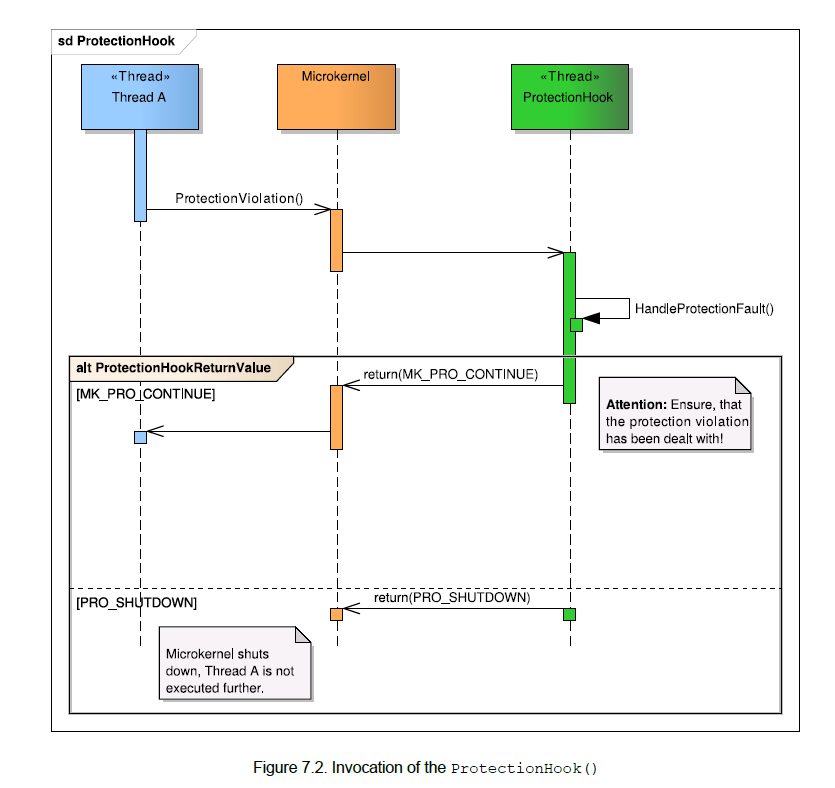 sd ProtectionHook
«Thread»
Thread A
Microkernel
«Thread»
ProtectionHook
ProtectionViolation()
HandleProtectionFault()
alt ProtectionHookReturnValue
return(MK_PRO_CONTINUE)
[MK_PRO_CONTINUE]
Attention: Ensure, that
the protection violation
has been dealt with!
[PRO_SHUTDOWN]
return(PRO_SHUTDOWN)
Microkernel shuts
down, Thread A is not
executed further.
Figure 7.2. Invocation of the ProtectionHook()